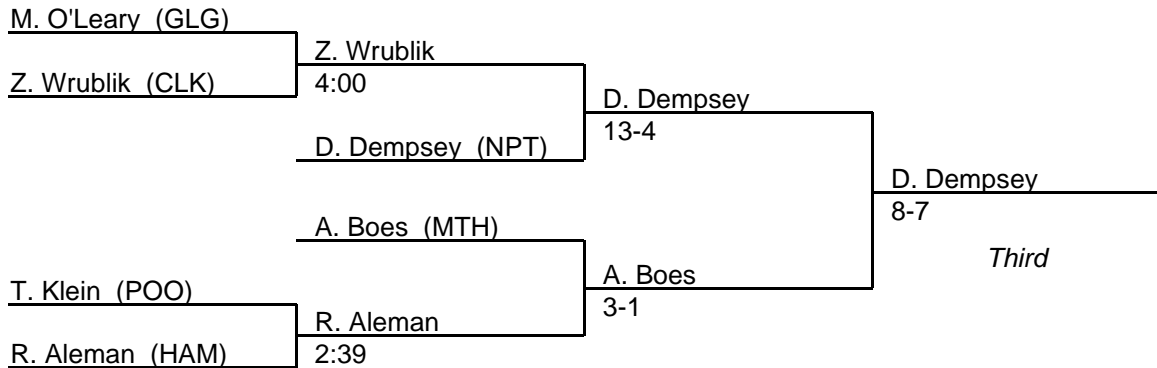 M. O'Leary (GLG)
Z. Wrublik (CLK)
Z. Wrublik
4:00
D. Dempsey (NPT)
D. Dempsey
13-4
A. Boes (MTH)
T. Klein (POO)
R. Aleman (HAM)
R. Aleman
2:39
A. Boes
3-1
D. Dempsey
8-7
Third